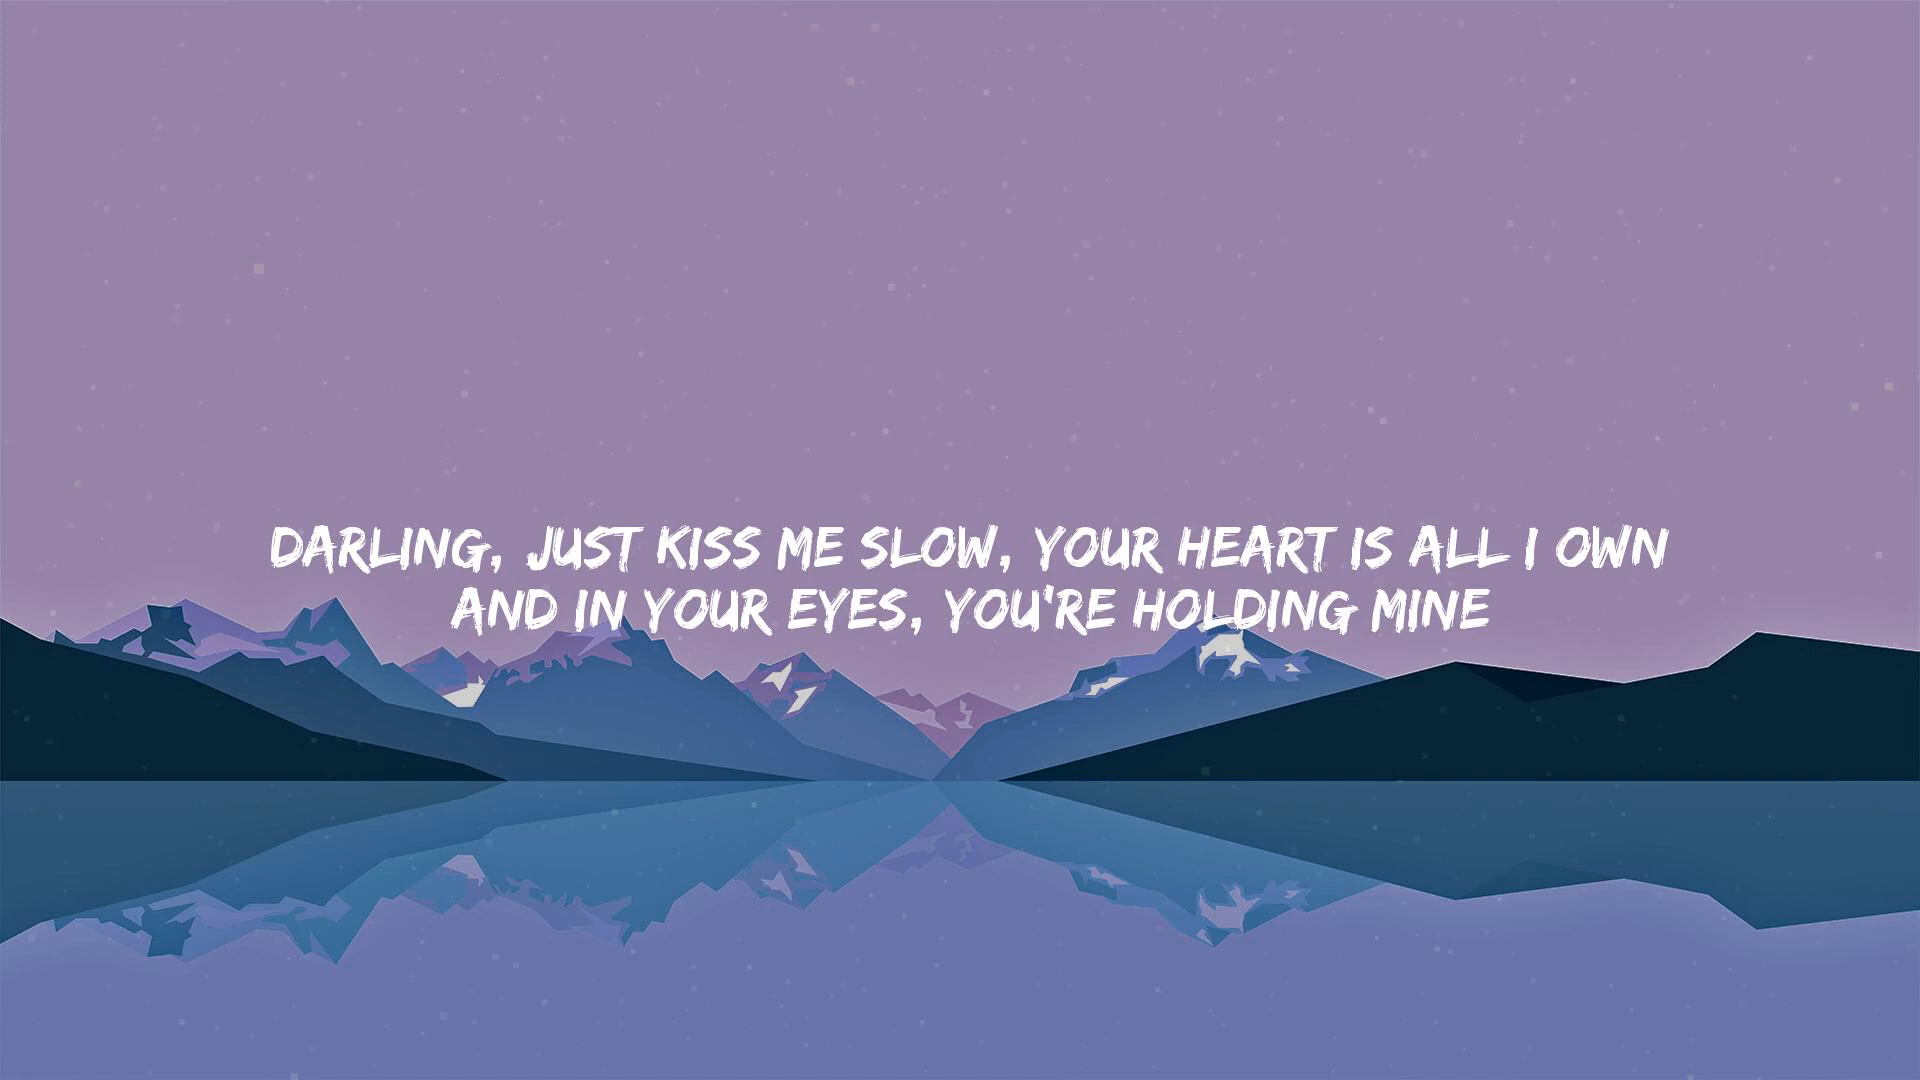 DARLING, JUST KISS ME SLOW, YOUR HEART IS ALL I OWN
AND IN YOUR EYES, YOU'RE HOLDING MINE